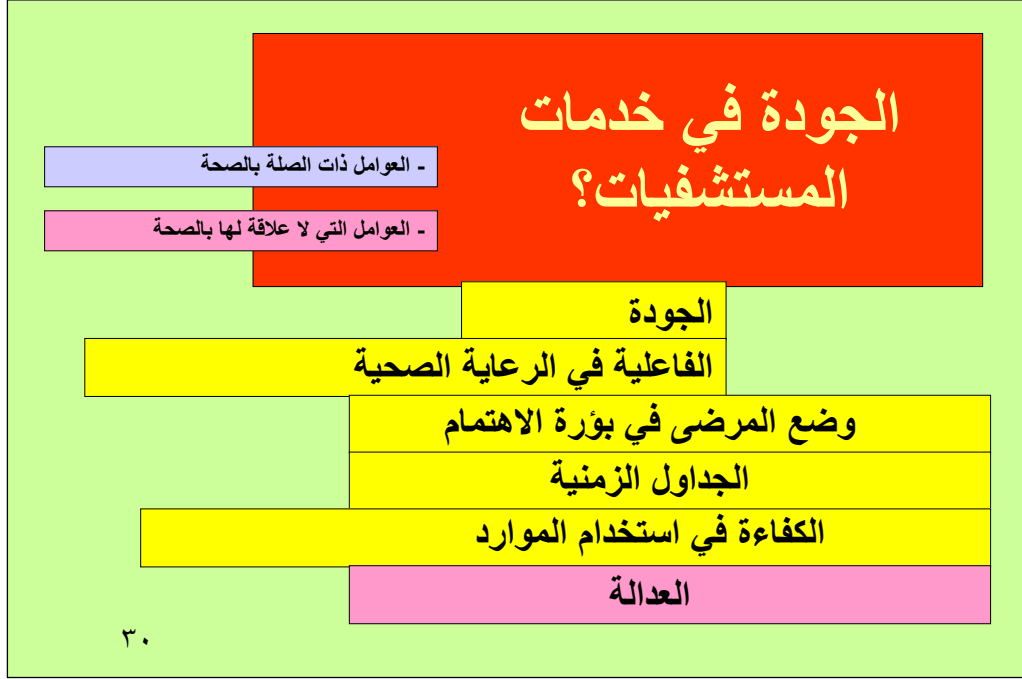 الجودة في خدمات
المستشفيات؟
- العوامل ذات الصلة بالصحة
- العوامل التي لا علاقة لها بالصحة
الجودة
الفاعلية في الرعاية الصحية
وضع المرضى في بؤرة الاهتمام
الجداول الزمنية
الكفاءة في استخدام الموارد
العدالة
٣٠